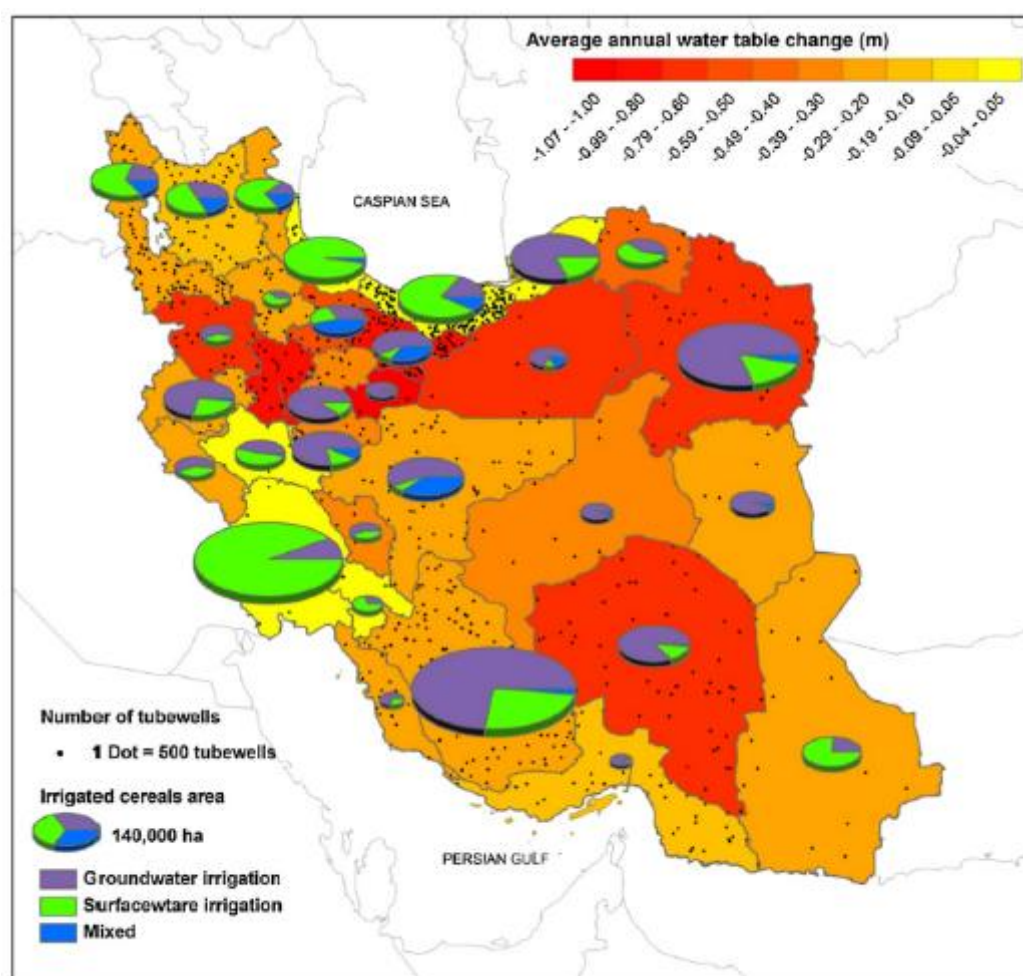 Average annual water table change (m)
-1.07 - -1.00
-0.99 - -0.80
-0.79 - -0.60
-0.59 - -0.50
-0.49 - -0.40
-0.39 - -0.30
-0.29 - -0.20
-0.19 - -0.10
-0.09 - -0.05
-0.04 - 0.05
CASPIAN SEA
Number of tubewells
1 Dot = 500 tubewells
Irrigated cereals area
140,000 ha
Groundwater irrigation
Surfacewtare irrigation
Mixed
PERSIAN GULF